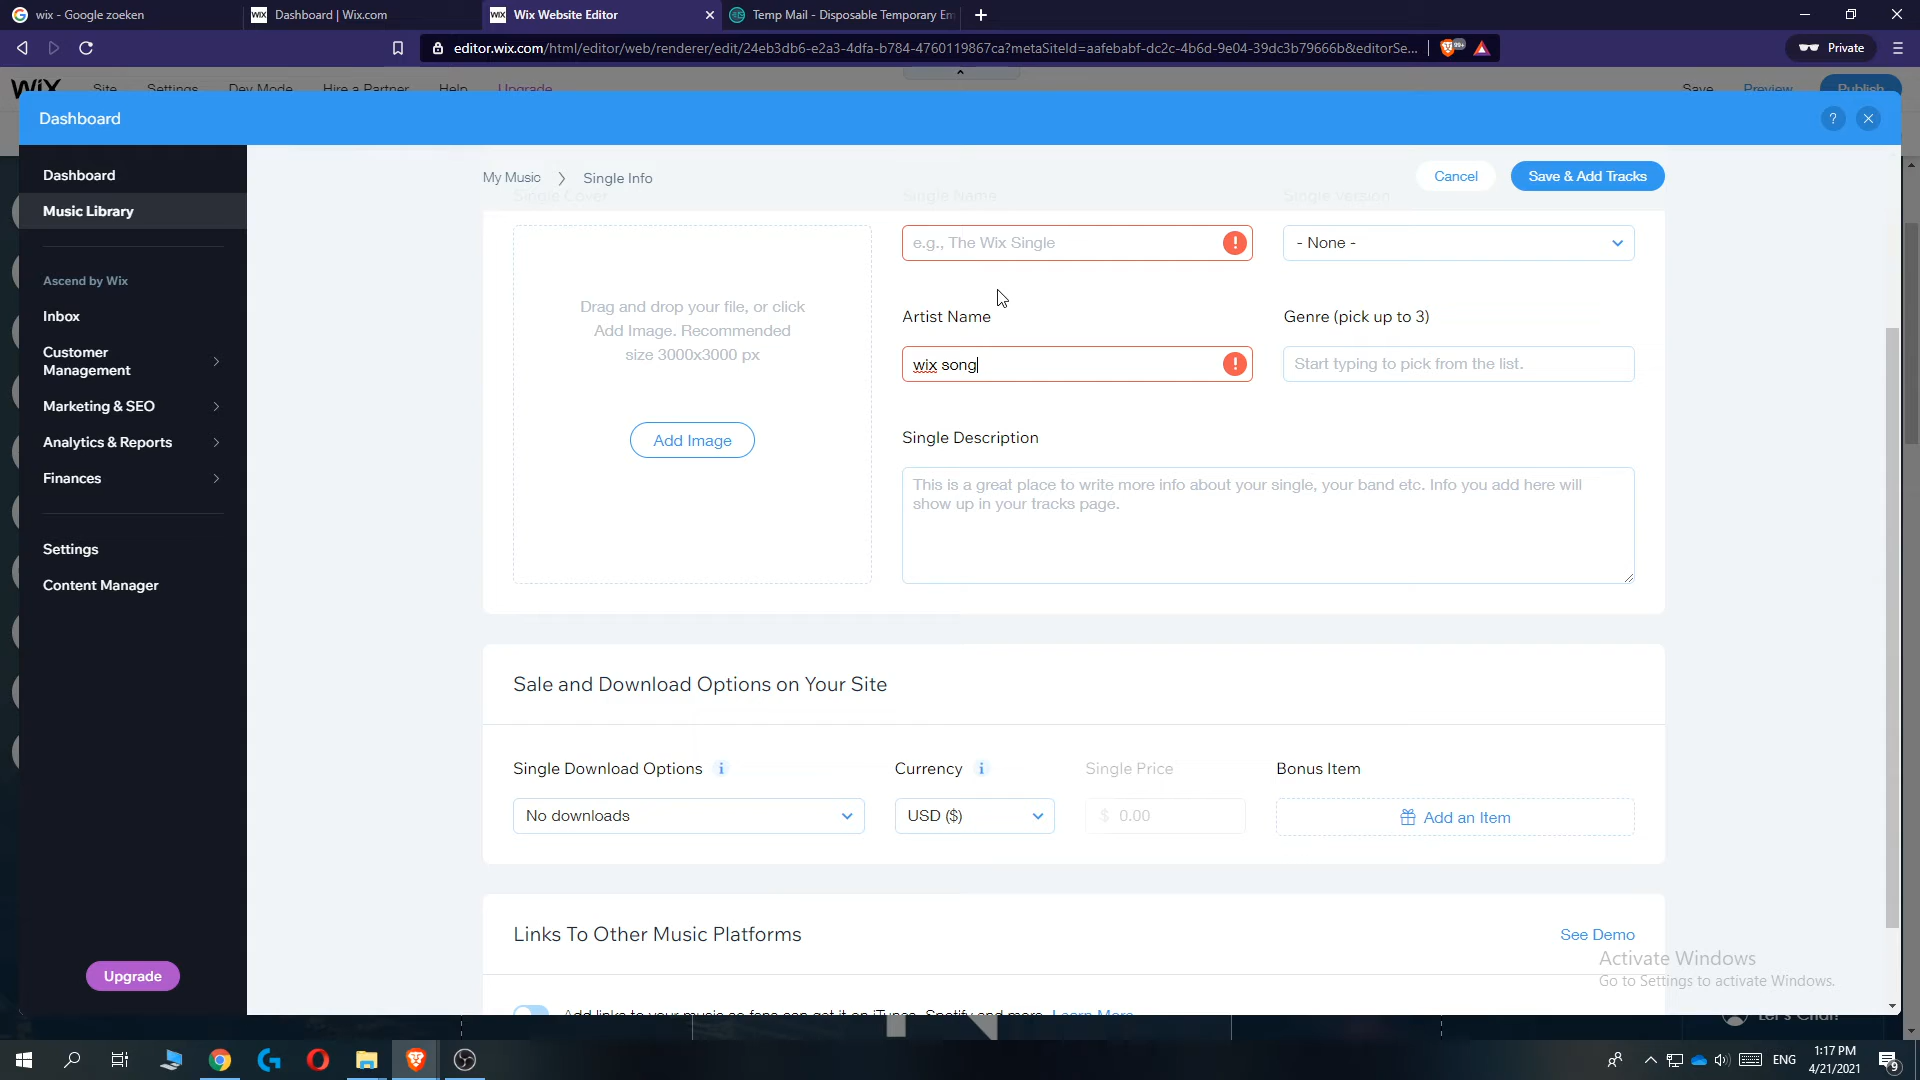 wix - Google zoeken
WIX Dashboard | Wix.com
WIX Wix Website Editor
Temp Mail - Disposable Temporary Em
editor.wix.com/html/editor/web/renderer/edit/24eb3db6-e2a3-4dfa-b784-4760119867ca?metaSiteId=aafebabf-dc2c-4b6d-9e04-39dc3b79666b&editorSe...
99+
Private
WIX Site Settings Dev Mode Hire a Partner Help Upgrade Save Preview Publish
Dashboard
?
Dashboard
Music Library
Ascend by Wix
Inbox
Customer
Management
Marketing & SEO
Analytics & Reports
Finances
Settings
Content Manager
Upgrade
My Music > Single Info
Cancel
Save & Add Tracks
Single Cover
Single Name
Single Version
e.g., The Wix Single
- None -
Drag and drop your file, or click
Add Image. Recommended
size 3000x3000 px
Add Image
Artist Name
Genre (pick up to 3)
wix song
Start typing to pick from the list.
Single Description
This is a great place to write more info about your single, your band etc. Info you add here will
show up in your tracks page.
Sale and Download Options on Your Site
Single Download Options
Currency
Single Price
Bonus Item
No downloads
USD ($)
$ 0.00
Add an Item
Links To Other Music Platforms
See Demo
Add links to your music so fans can get it on iTunes, Spotify and more. Learn More
Activate Windows
Go to Settings to activate Windows.
Let's Chat!
ENG
1:17 PM
4/21/2021
9